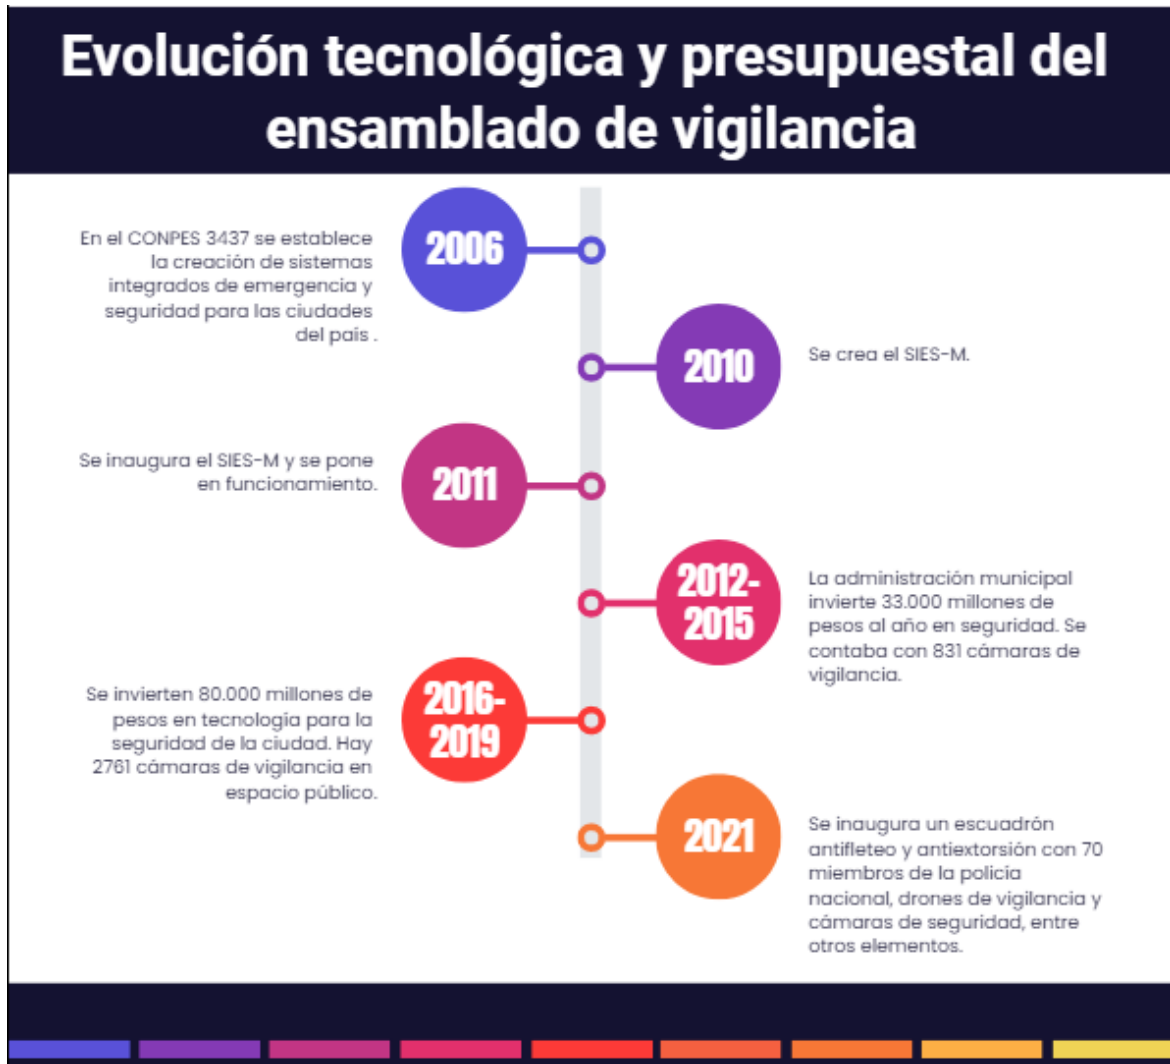 Evolución tecnológica y presupuestal del
ensamblado de vigilancia
En el CONPES 3437 se establece
la creación de sistemas
integrados de emergencia y
seguridad para las ciudades
del país .
2006
2010
Se crea el SIES-M.
Se inaugura el SIES-M y se pone
en funcionamiento.
2011
2012-
2015
La administración municipal
invierte 33.000 millones de
pesos al año en seguridad. Se
contaba con 831 cámaras de
vigilancia.
Se invierten 80.000 millones de
pesos en tecnología para la
seguridad de la ciudad. Hay
2761 cámaras de vigilancia en
espacio público.
2016-
2019
2021
Se inaugura un escuadrón
antifleteo y antiextorsión con 70
miembros de la policía
nacional, drones de vigilancia y
cámaras de seguridad, entre
otros elementos.